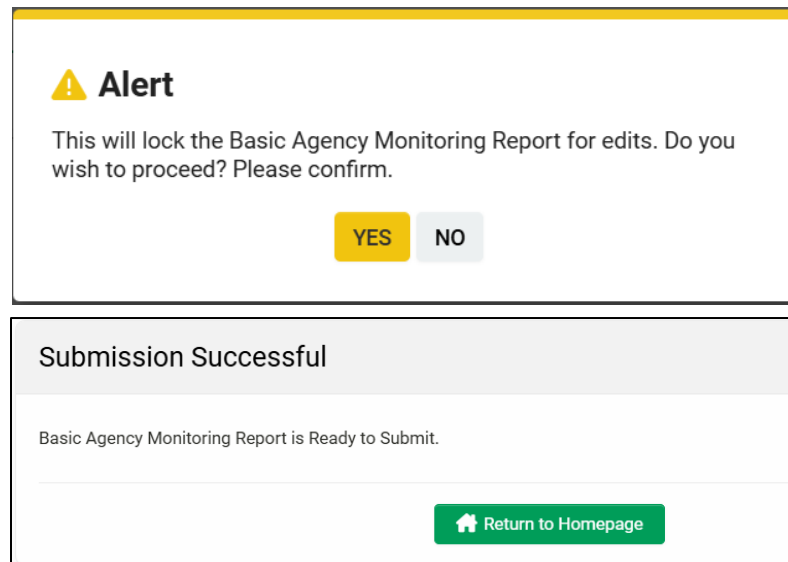 Alert
This will lock the Basic Agency Monitoring Report for edits. Do you
wish to proceed? Please confirm.
YES NO
Submission Successful
Basic Agency Monitoring Report is Ready to Submit.
Return to Homepage